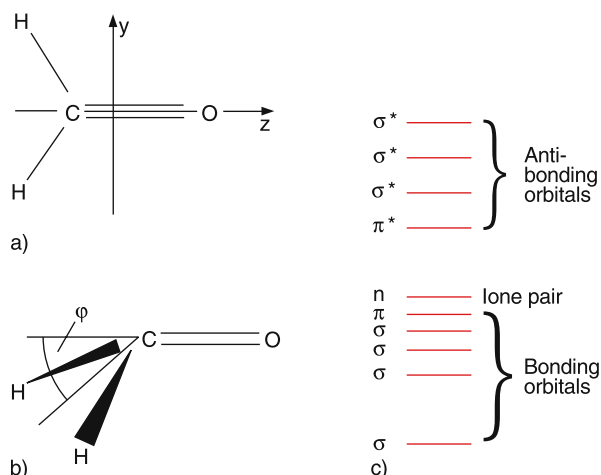 H
y
C
O
z
H
a)
φ
C
O
H
H
b)
σ*
σ*
σ*
π*
Anti-
bonding
orbitals
n
lone pair
π
σ
σ
σ
σ
Bonding
orbitals
c)